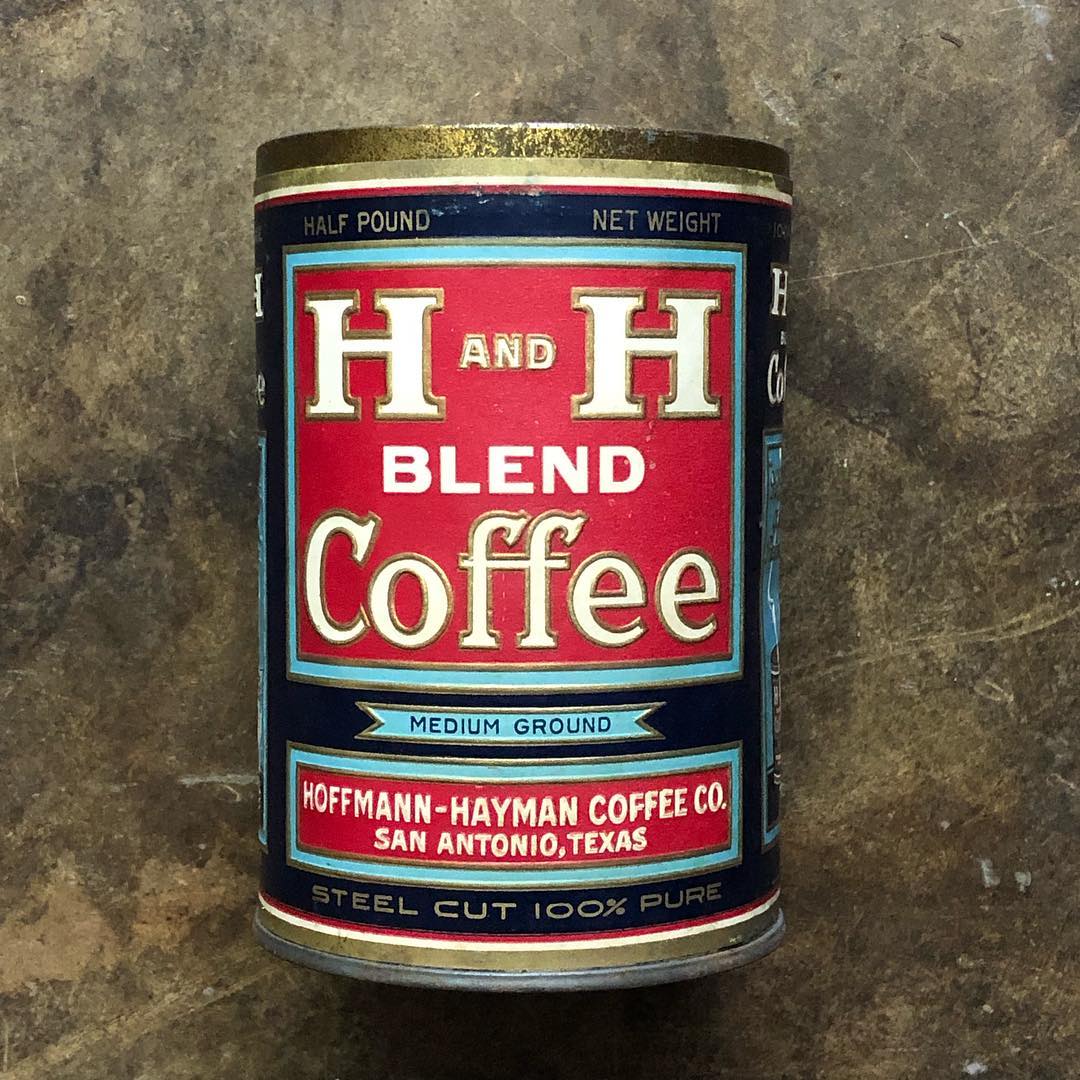 HALF POUND NET WEIGHT
H AND H
BLEND
Coffee
MEDIUM GROUND
HOFFMANN-HAYMAN COFFEE CO.
SAN ANTONIO, TEXAS
STEEL CUT 100% PURE